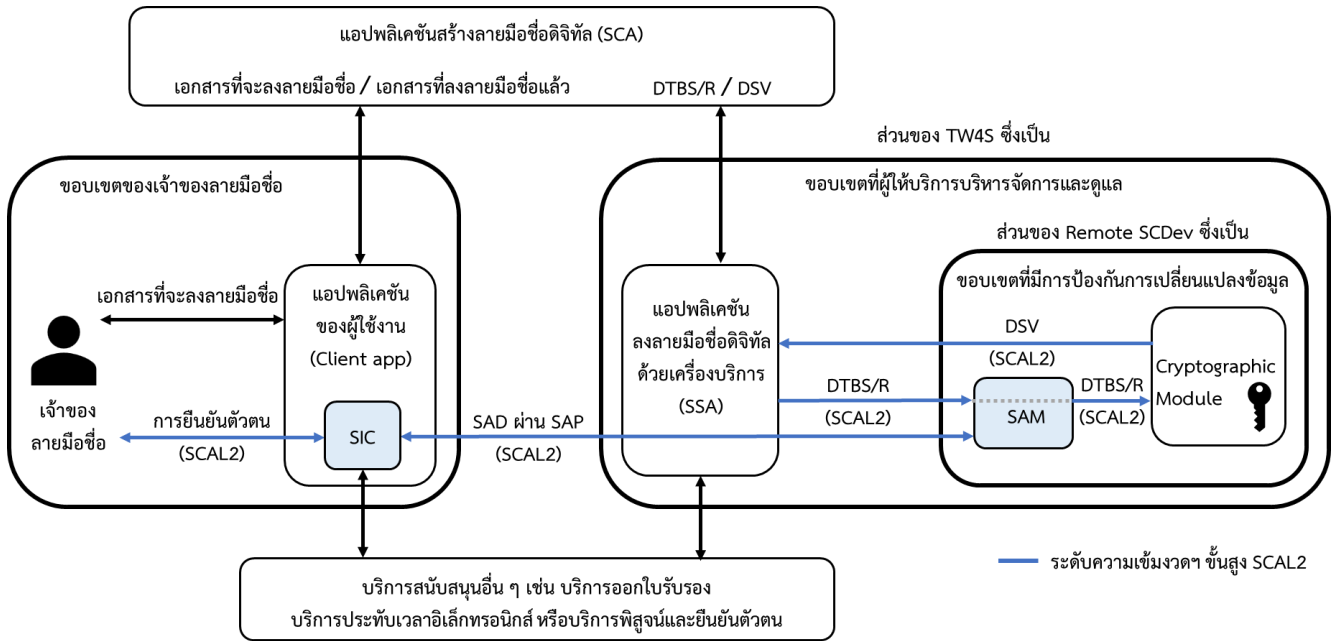 แอปพลิเคชันสร้างลายมือชื่อดิจิทัล (SCA)
เอกสารที่จะลงลายมือชื่อ / เอกสารที่ลงลายมือชื่อแล้ว
DTBS/R / DSV
ส่วนของ TW4S ซึ่งเป็น
ขอบเขตของเจ้าของลายมือชื่อ
ขอบเขตที่ผู้ให้บริการบริหารจัดการและดูแล
ส่วนของ Remote SCDev ซึ่งเป็น
ขอบเขตที่มีการป้องกันการเปลี่ยนแปลงข้อมูล
เอกสารที่จะลงลายมือชื่อ
แอปพลิเคชัน
ของผู้ใช้งาน
(Client app)
เจ้าของ
ลายมือชื่อ
การยืนยันตัวตน
(SCAL2)
SIC
SAD ผ่าน SAP
(SCAL2)
แอปพลิเคชัน
ลงลายมือชื่อดิจิทัล
ด้วยเครื่องบริการ
(SSA)
DSV
(SCAL2)
DTBS/R
(SCAL2)
SAM
DTBS/R
(SCAL2)
Cryptographic
Module
บริการสนับสนุนอื่น ๆ เช่น บริการออกใบรับรอง
บริการประทับเวลาอิเล็กทรอนิกส์ หรือบริการพิสูจน์และยืนยันตัวตน
ระดับความเข้มงวดฯ ขั้นสูง SCAL2